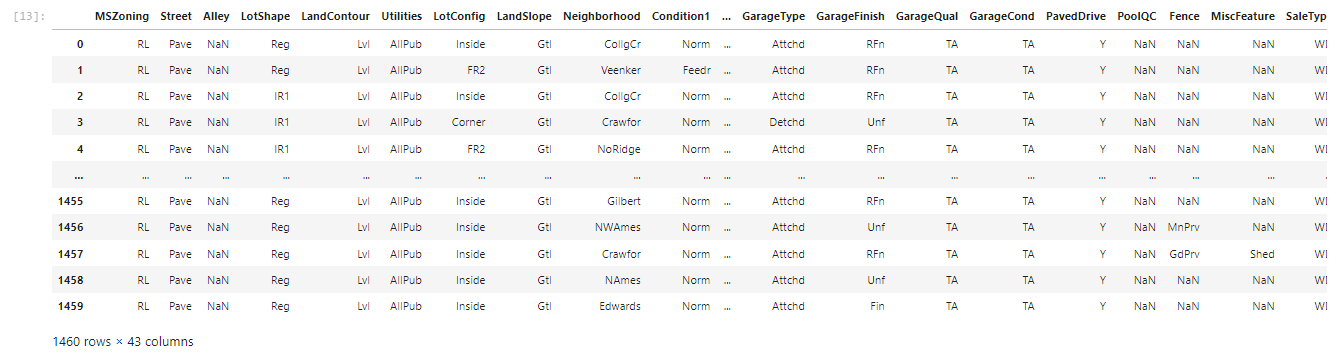 [13]: MSZoning Street Alley LotShape LandContour Utilities LotConfig LandSlope Neighborhood Condition1 ... GarageType GarageFinish GarageQual GarageCond PavedDrive PoolQC Fence MiscFeature SaleTyp
0 RL Pave NaN Reg Lvl AllPub Inside Gtl CollgCr Norm ... Attchd RFn TA TA Y NaN NaN NaN WI
1 RL Pave NaN Reg Lvl AllPub FR2 Gtl Veenker Feedr ... Attchd RFn TA TA Y NaN NaN NaN WI
2 RL Pave NaN IR1 Lvl AllPub Inside Gtl CollgCr Norm ... Attchd RFn TA TA Y NaN NaN NaN WI
3 RL Pave NaN IR1 Lvl AllPub Corner Gtl Crawfor Norm ... Detchd Unf TA TA Y NaN NaN NaN WI
4 RL Pave NaN IR1 Lvl AllPub FR2 Gtl NoRidge Norm ... Attchd RFn TA TA Y NaN NaN NaN WI
... ... ... ... ... ... ... ... ... ... ... ... ... ... ... ... ... ... ... ...
1455 RL Pave NaN Reg Lvl AllPub Inside Gtl Gilbert Norm ... Attchd RFn TA TA Y NaN NaN NaN WI
1456 RL Pave NaN Reg Lvl AllPub Inside Gtl NWAmes Norm ... Attchd Unf TA TA Y NaN MnPrv NaN WI
1457 RL Pave NaN Reg Lvl AllPub Inside Gtl Crawfor Norm ... Attchd RFn TA TA Y NaN GdPrv Shed WI
1458 RL Pave NaN Reg Lvl AllPub Inside Gtl NAmes Norm ... Attchd Unf TA TA Y NaN NaN NaN WI
1459 RL Pave NaN Reg Lvl AllPub Inside Gtl Edwards Norm ... Attchd Fin TA TA Y NaN NaN NaN WI
1460 rows × 43 columns